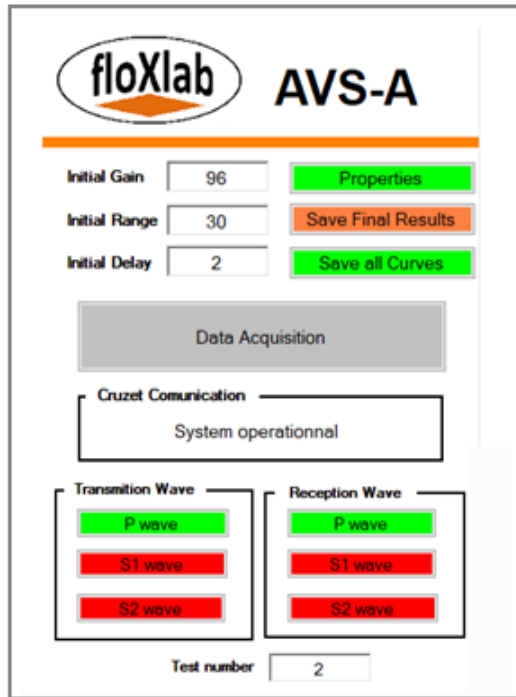 floXlab AVS-A
Initial Gain 96 Properties
Initial Range 30 Save Final Results
Initial Delay 2 Save all Curves
Data Acquisition
Cruzet Comunication
System operationnal
Transmition Wave Reception Wave
P wave P wave
S1 wave S1 wave
S2 wave S2 wave
Test number 2